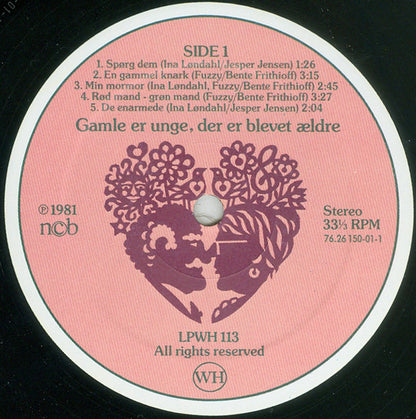 SIDE 1
1. Spørg dem (Ina Løndahl/Jesper Jensen) 1:26
2. En gammel knark (Fuzzy/Bente Frithioff) 3:15
3. Min mormor (Ina Løndahl, Fuzzy/Bente Frithioff) 2:45
4. Rød mand - grøn mand (Fuzzy/Bente Frithioff) 3:27
5. De enarmede (Ina Løndahl/Jesper Jensen) 2:04
Gamle er unge, der er blevet ældre
℗ 1981
ncb
Stereo
33⅓ RPM
76.26 150-01-1
LPWH 113
All rights reserved
WH